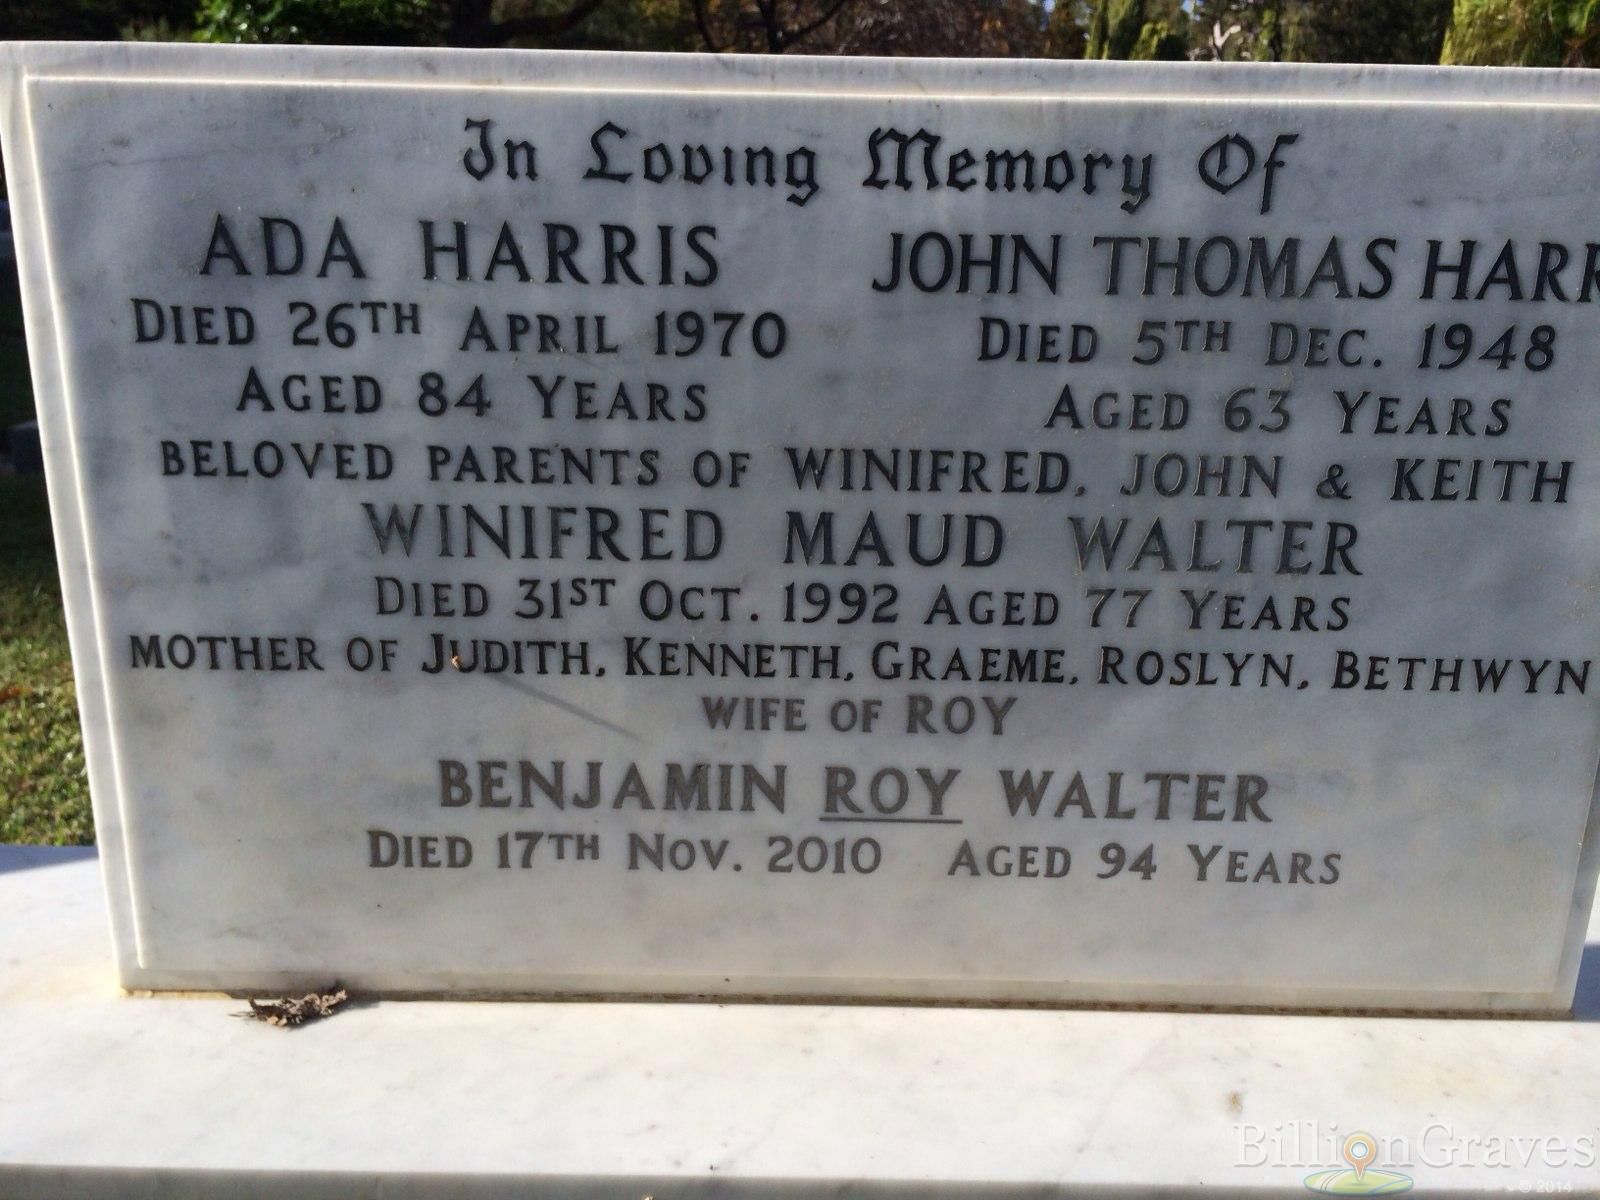 In Loving Memory Of
ADA HARRIS JOHN THOMAS
DIED 26TH APRIL 1970 DIED 5TH DEC. 1948
AGED 84 YEARS AGED 63 YEARS
BELOVED PARENTS OF WINIFRED, JOHN & KEITH
WINIFRED MAUD WALTER
DIED 31ST OCT. 1992 AGED 77 YEARS
MOTHER OF JUDITH, KENNETH, GRAEME, ROSLYN, BETHWYN
WIFE OF ROY
BENJAMIN ROY WALTER
DIED 17TH NOV. 2010 AGED 94 YEARS
BillionGraves
© 2014